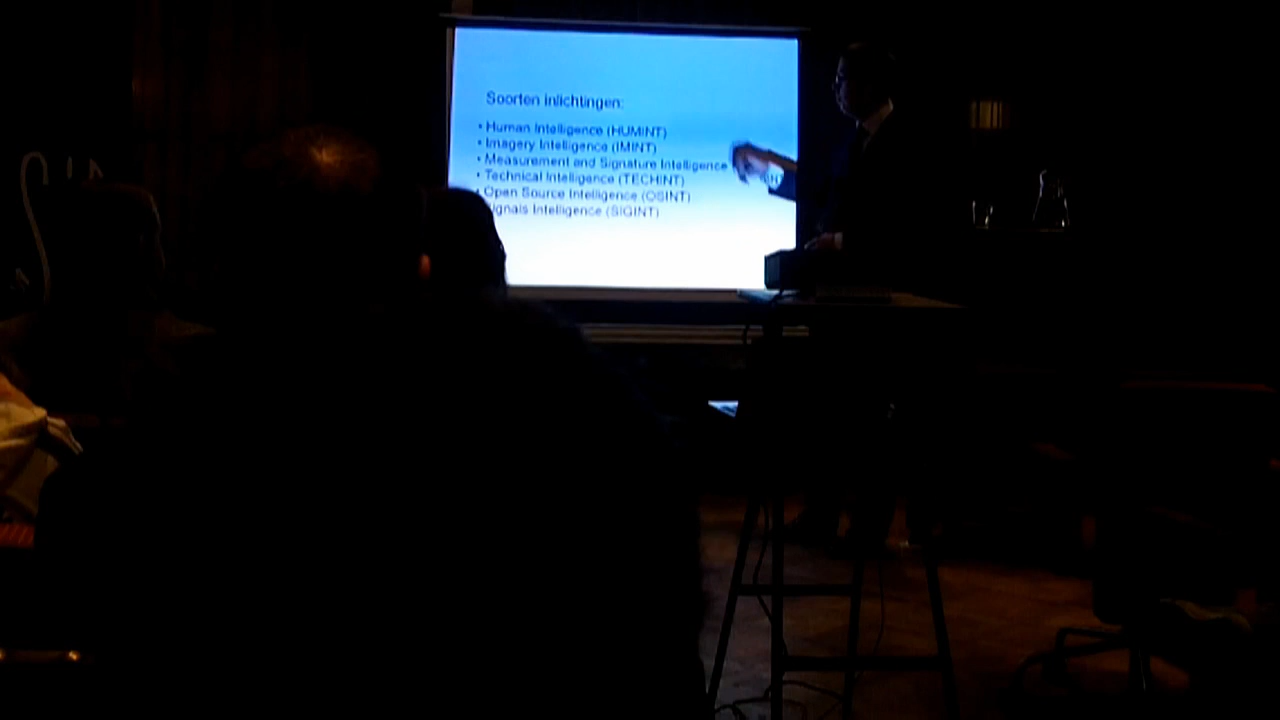 Soorten inlichtingen:
• Human Intelligence (HUMINT)
• Imagery Intelligence (IMINT)
• Measurement and Signature Intelligence
• Technical Intelligence (TECHINT)
• Open Source Intelligence (OSINT)
Signals Intelligence (SIGINT)